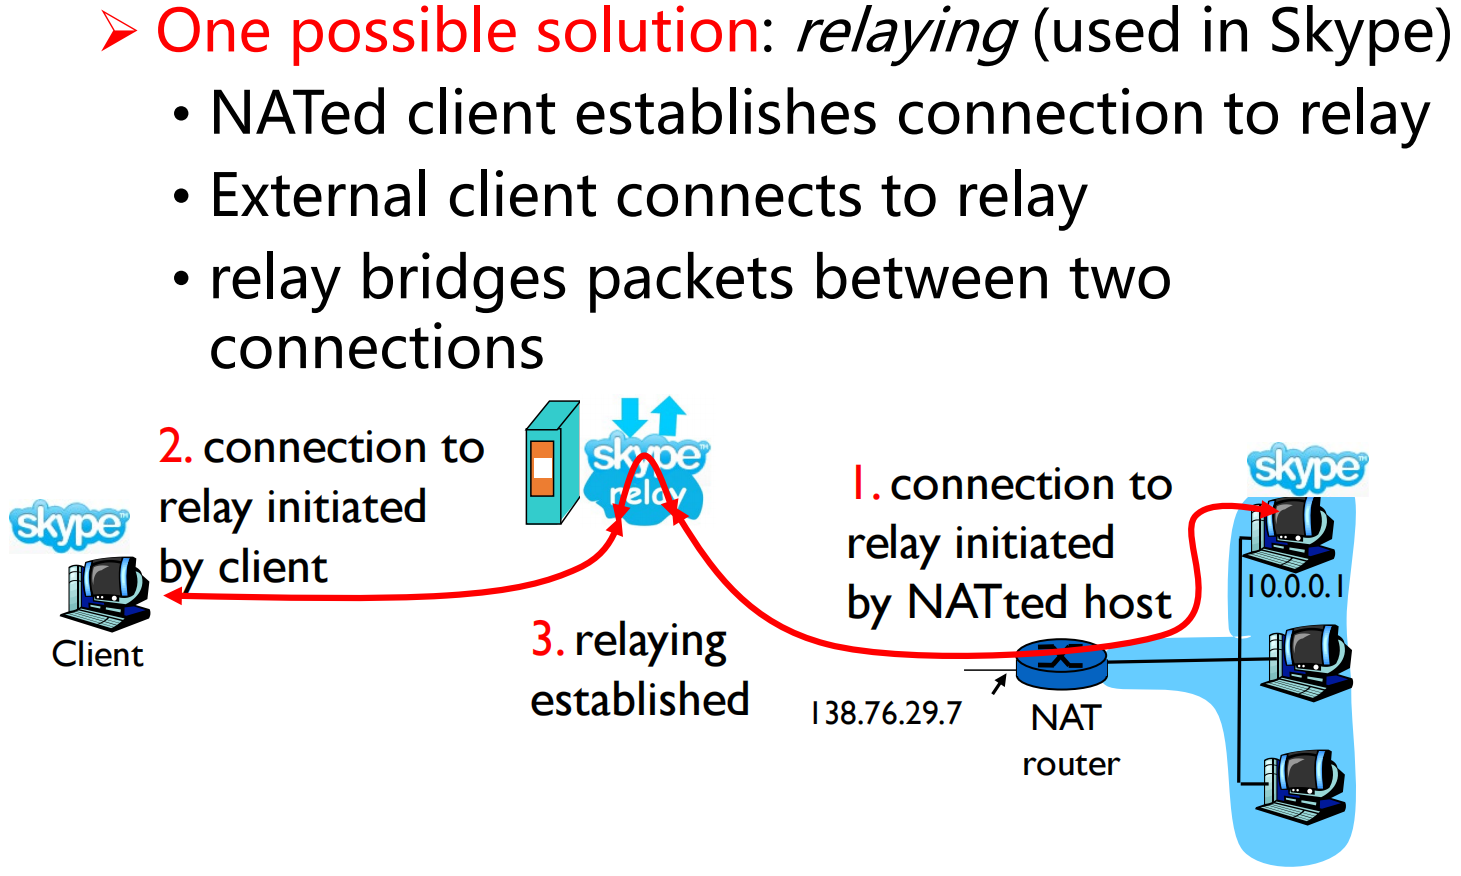 ➢ One possible solution: relaying (used in Skype)
• NATed client establishes connection to relay
• External client connects to relay
• relay bridges packets between two
connections
2. connection to
relay initiated
by client
skype
Client
skype
relay
3. relaying
established
1. connection to
relay initiated
by NATted host
skype
10.0.0.1
138.76.29.7
NAT
router